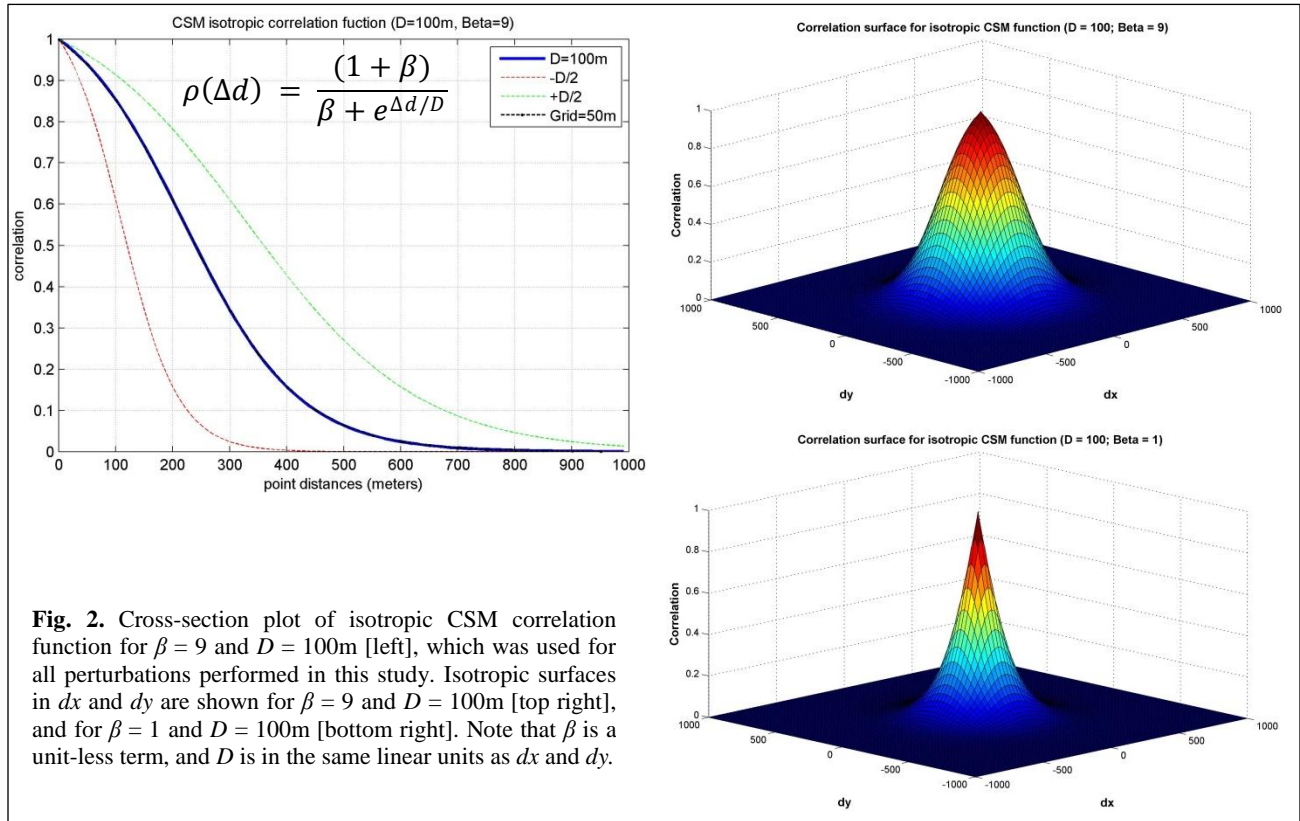 CSM isotropic correlation fuction (D=100m, Beta=9)
1
0.9
0.8
0.7
0.6
0.5
0.4
0.3
0.2
0.1
0
correlation
ρ(Δd) = (1 + β) / β + e^Δd/D
D=100m
-D/2
+D/2
Grid=50m
0 100 200 300 400 500 600 700 800 900 1000
point distances (meters)
Correlation surface for isotropic CSM function (D = 100; Beta = 9)
1
0.8
0.6
0.4
0.2
0
Correlation
1000
500
0
-500
-1000
dy
-1000
-500
0
500
1000
dx
Correlation surface for isotropic CSM function (D = 100; Beta = 1)
1
0.8
0.6
0.4
0.2
0
Correlation
1000
500
0
-500
-1000
dy
-1000
-500
0
500
1000
dx
Fig. 2. Cross-section plot of isotropic CSM correlation
function for β = 9 and D = 100m [left], which was used for
all perturbations performed in this study. Isotropic surfaces
in dx and dy are shown for β = 9 and D = 100m [top right],
and for β = 1 and D = 100m [bottom right]. Note that β is a
unit-less term, and D is in the same linear units as dx and dy.